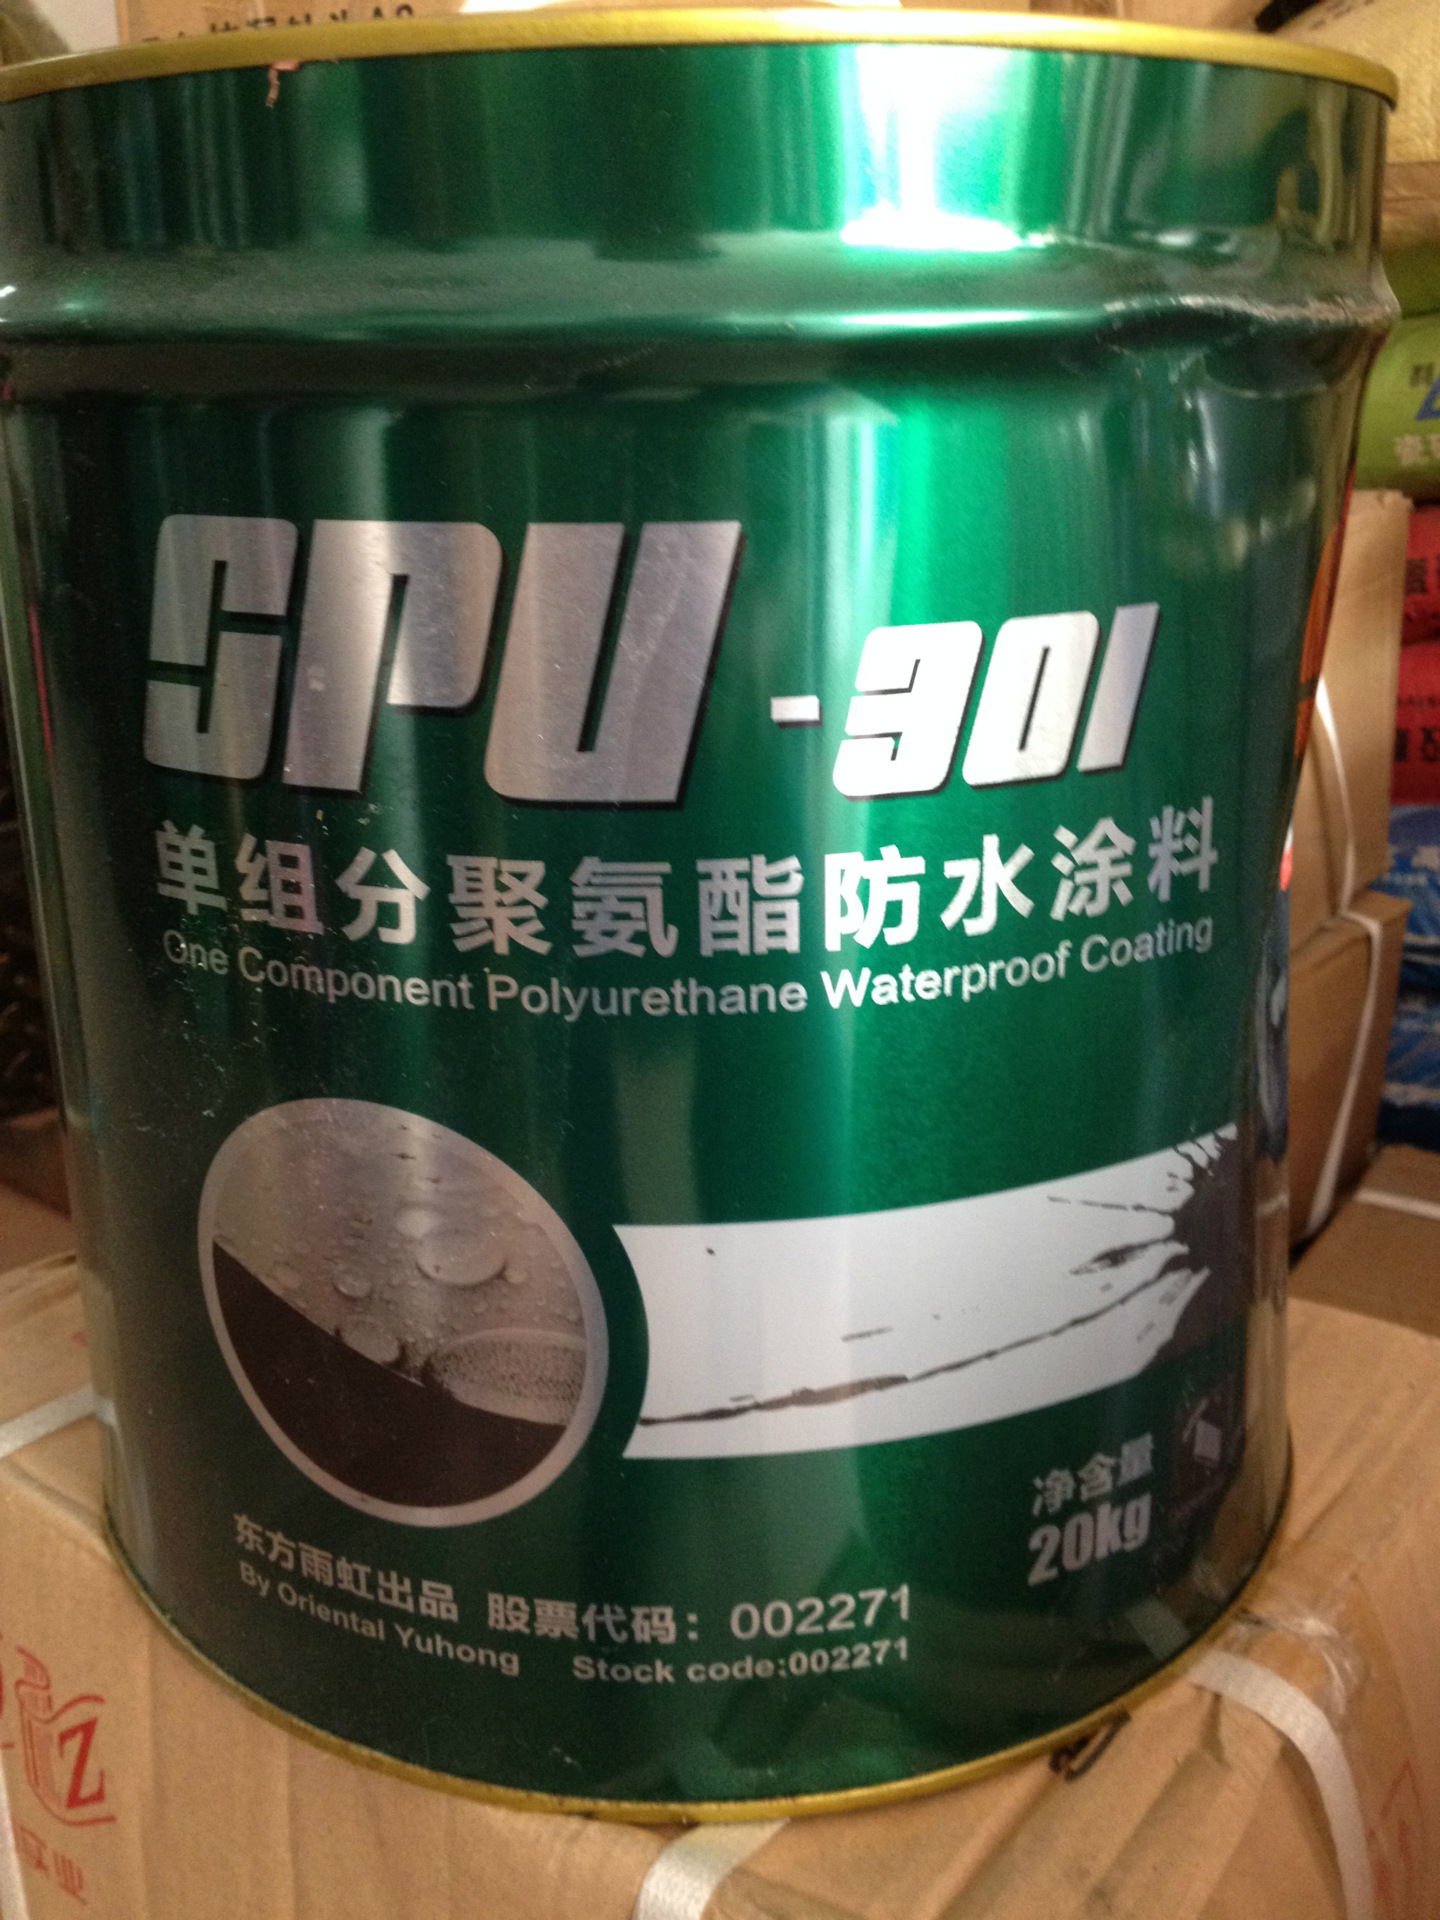 SPU-301
单组分聚氨酯防水涂料
One Component Polyurethane Waterproof Coating
净含量
20kg
东方雨虹出品 股票代码：002271
By Oriental Yuhong Stock code:002271
Z